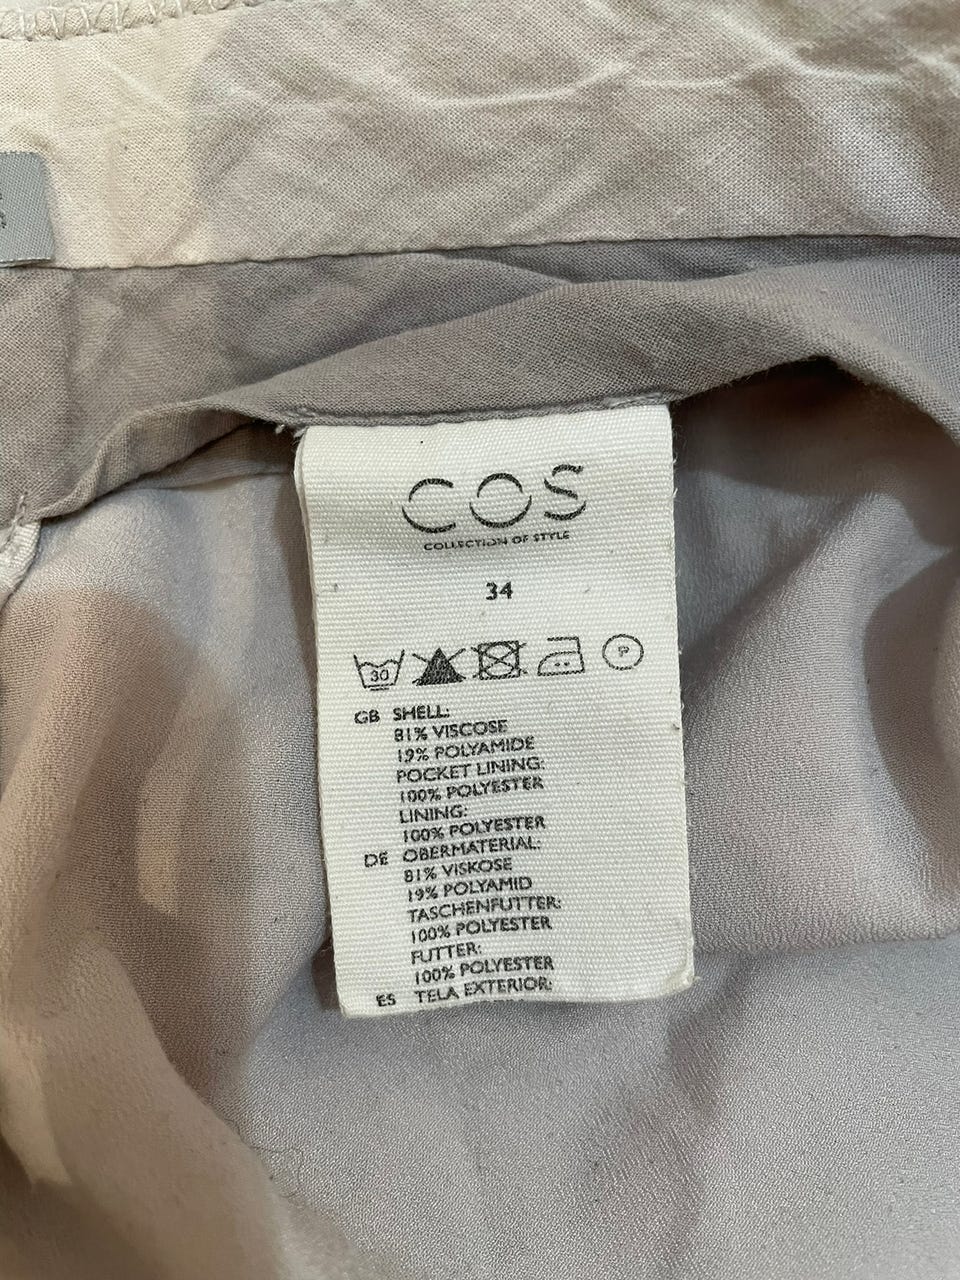 COS
COLLECTION OF STYLE
34
30 P
GB SHELL:
81% VISCOSE
19% POLYAMIDE
POCKET LINING:
100% POLYESTER
LINING:
100% POLYESTER
DE OBERMATERIAL:
81% VISKOSE
19% POLYAMID
TASCHENFUTTER:
100% POLYESTER
FUTTER:
100% POLYESTER
ES TELA EXTERIOR: